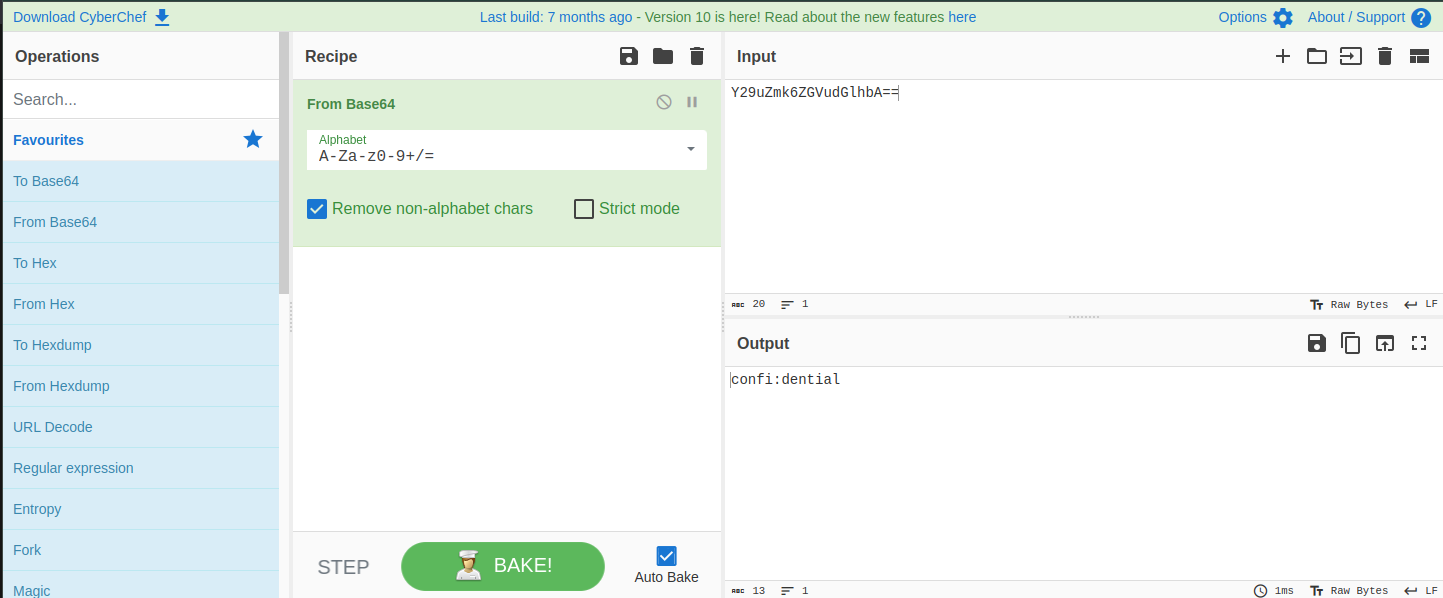 Download CyberChef
Last build: 7 months ago - Version 10 is here! Read about the new features here
Options
About / Support
Operations
Search...
Favourites
To Base64
From Base64
To Hex
From Hex
To Hexdump
From Hexdump
URL Decode
Regular expression
Entropy
Fork
Magic
Recipe
From Base64
Alphabet
A-Za-z0-9+/=
Remove non-alphabet chars
Strict mode
STEP
BAKE!
Auto Bake
Input
Y29uZmk6ZGVudGlhbA==
ABC 20 1
Tт Raw Bytes LF
Output
confi:dential
ABC 13 1
1ms Tт Raw Bytes LF